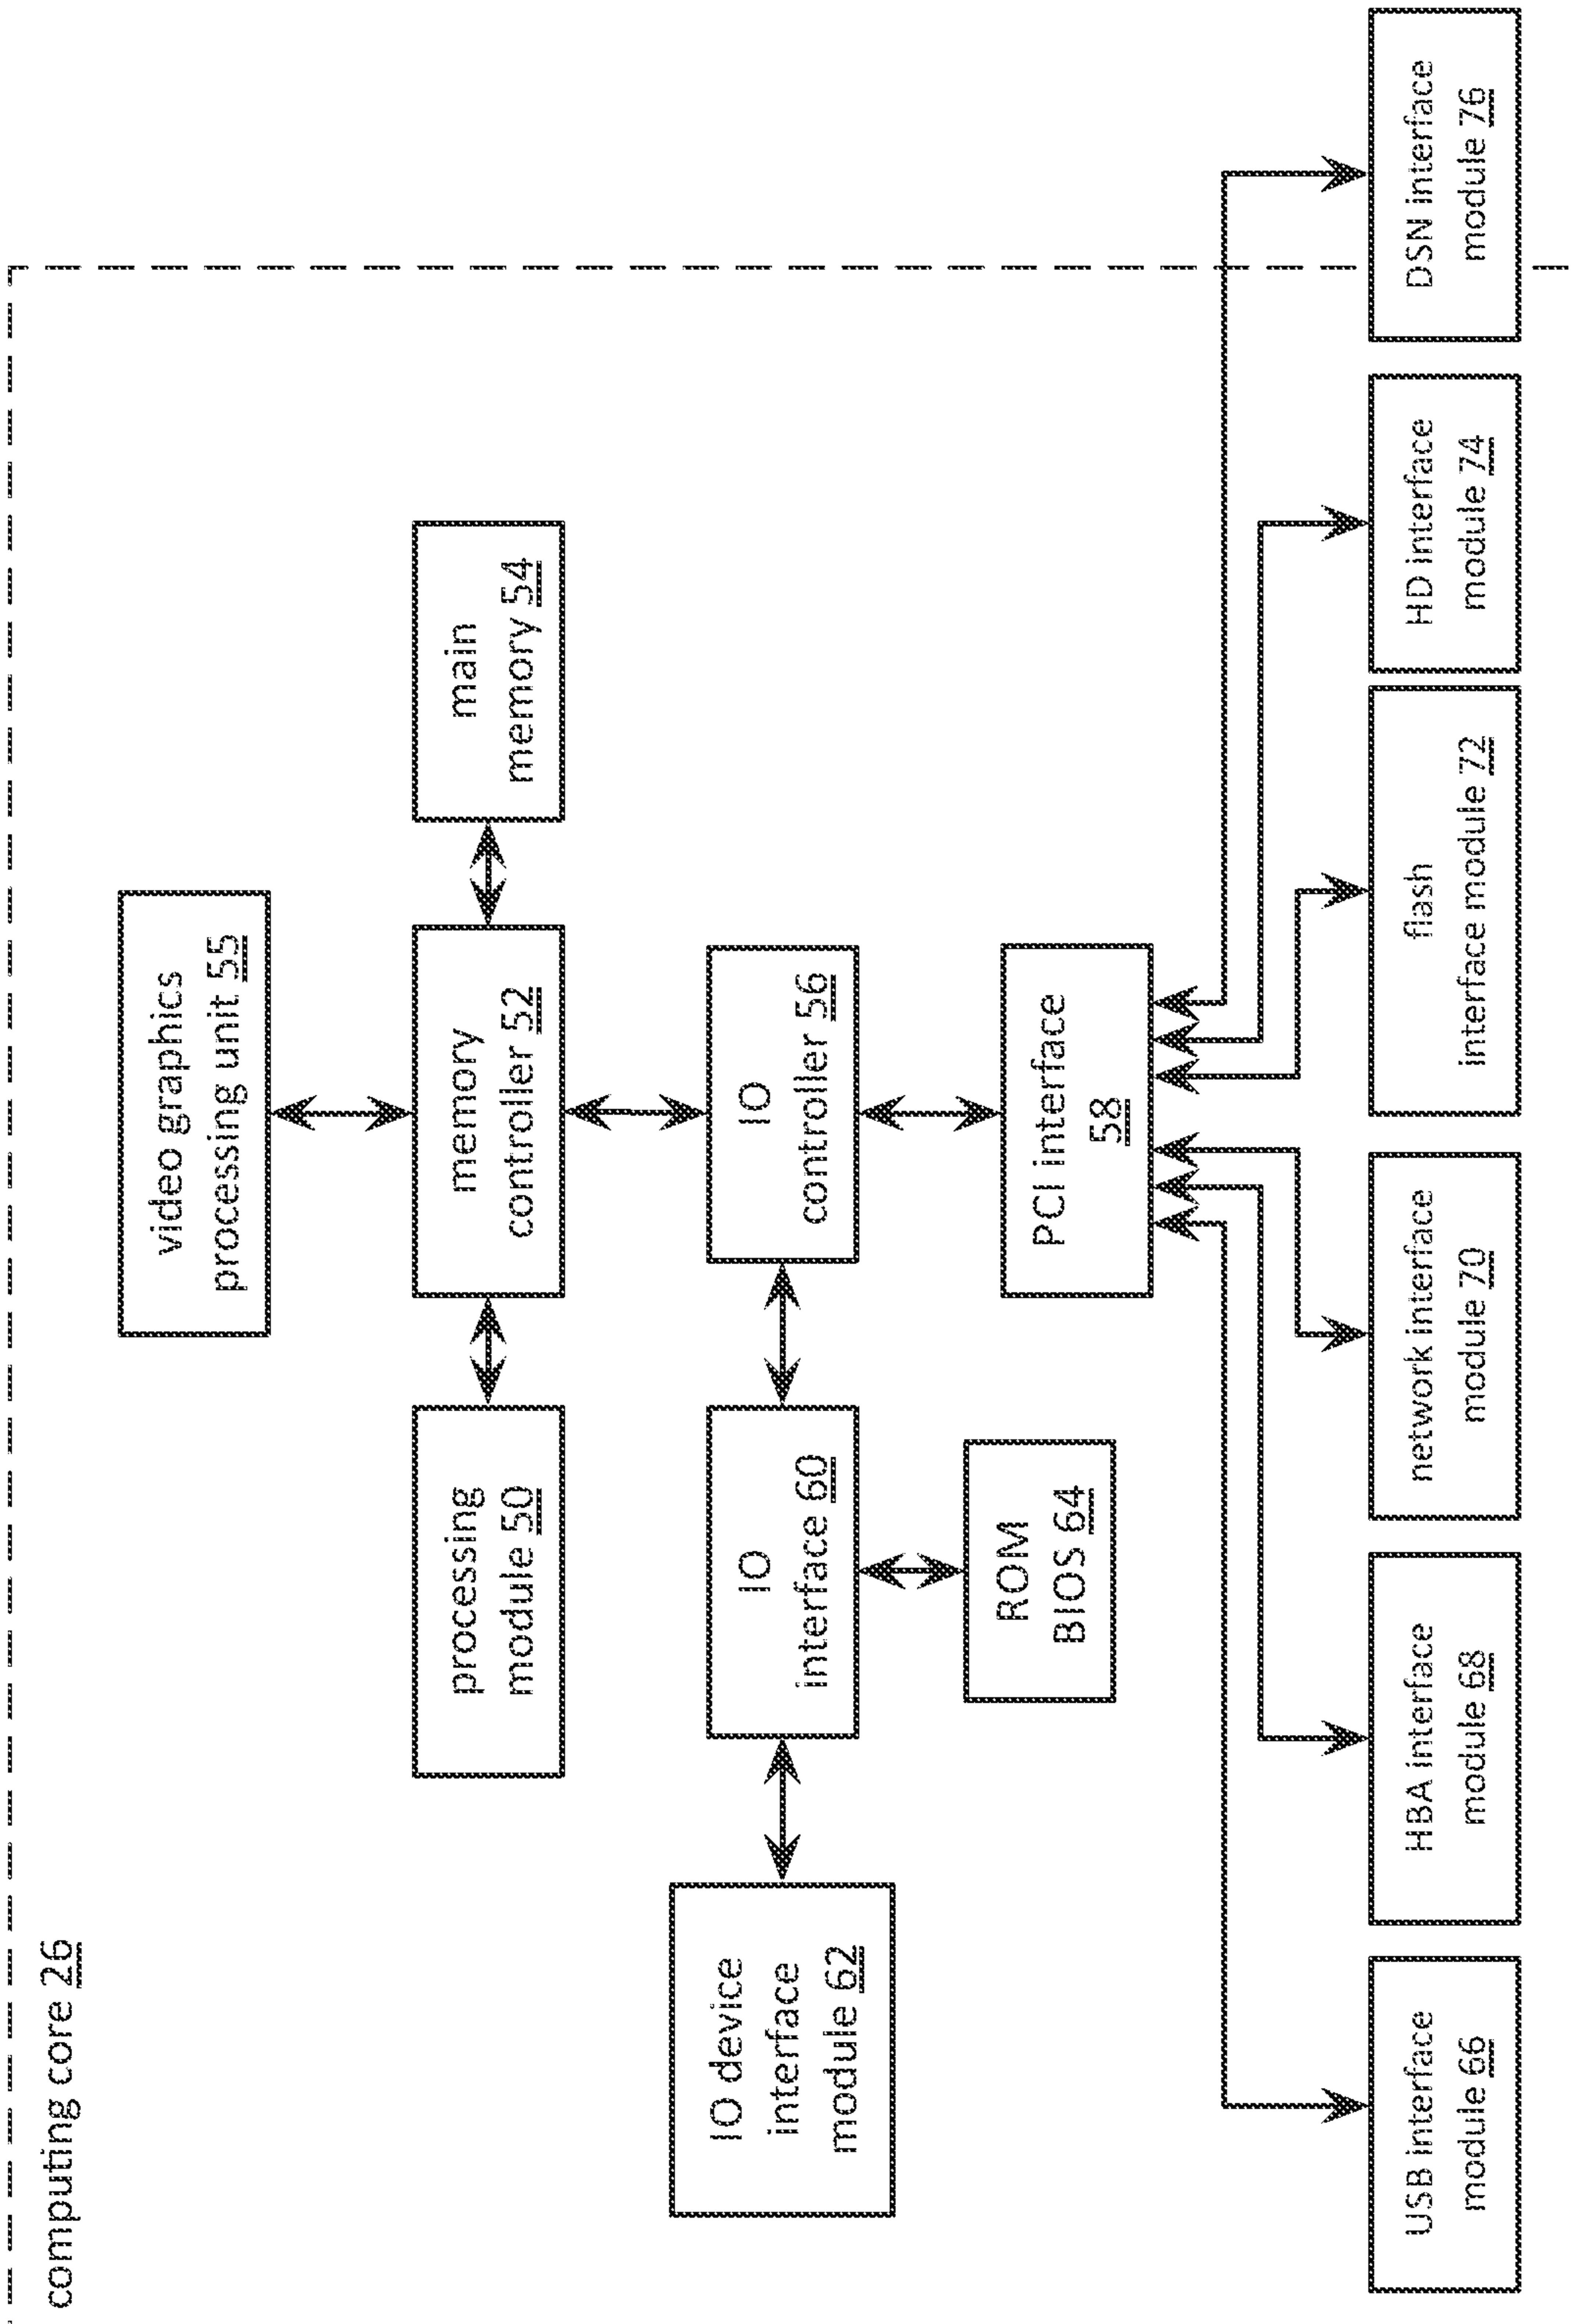 computing core 26
video graphics
processing unit 55
processing
module 50
memory
controller 52
main
memory 54
IO device
interface
module 62
IO
interface 60
IO
controller 56
ROM
BIOS 64
PCI interface
58
USB interface
module 66
HBA interface
module 68
network interface
module 70
flash
interface module 72
HD interface
module 74
DSN interface
module 76